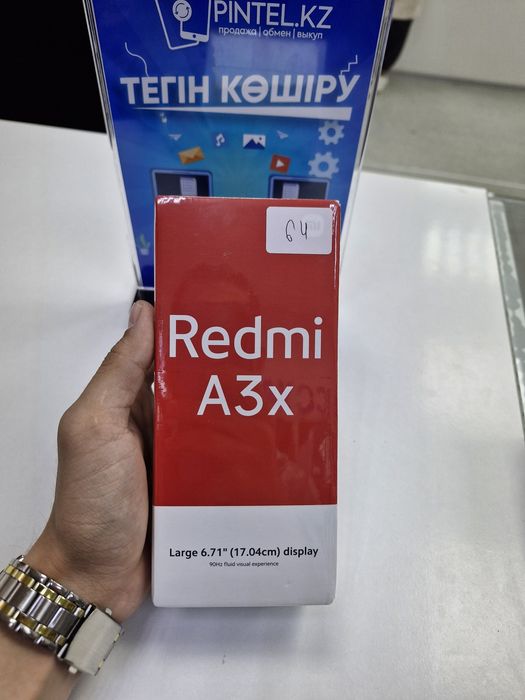 PINTEL.KZ
продажа | обмен | выкуп
ТЕГІН КӨШІРУ
64
Redmi
A3x
Large 6.71" (17.04cm) display
90Hz fluid visual experience